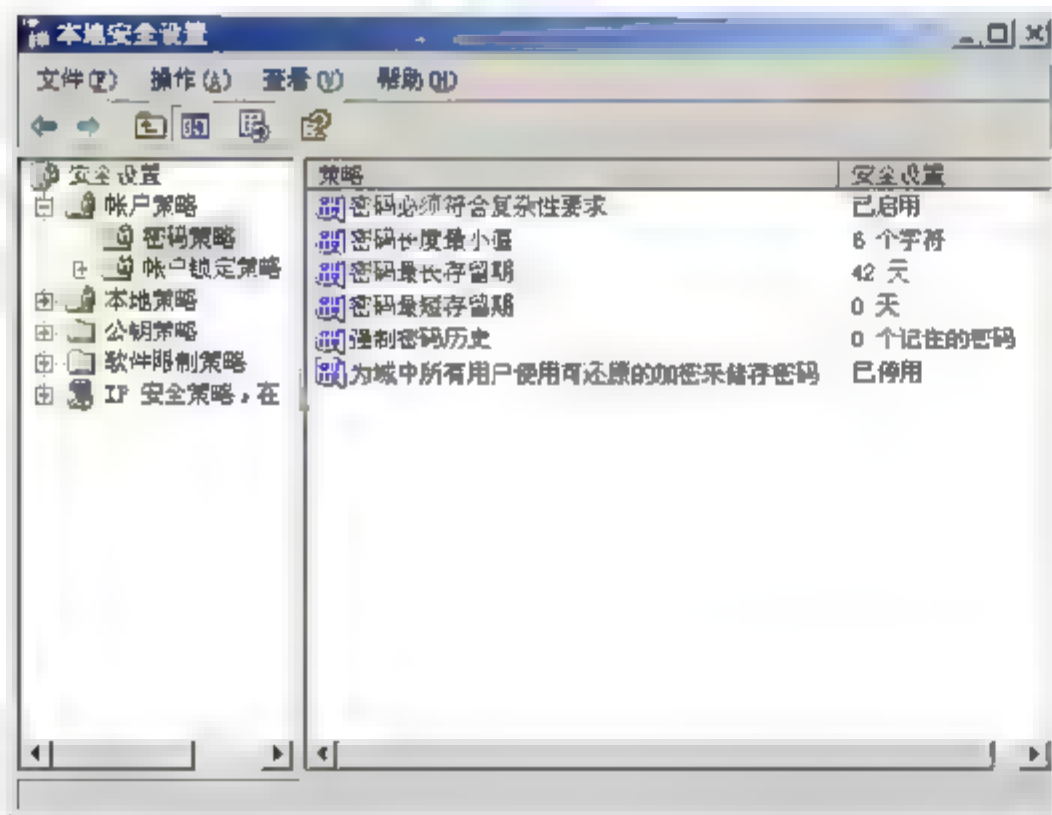 本地安全设置
文件(F) 操作(A) 查看(V) 帮助(H)
安全设置
帐户策略
密码策略
帐户锁定策略
本地策略
公钥策略
软件限制策略
IP 安全策略，在
策略 安全设置
密码必须符合复杂性要求 已启用
密码长度最小值 6 个字符
密码最长存留期 42 天
密码最短存留期 0 天
强制密码历史 0 个记住的密码
为域中所有用户使用可还原的加密来储存密码 已停用